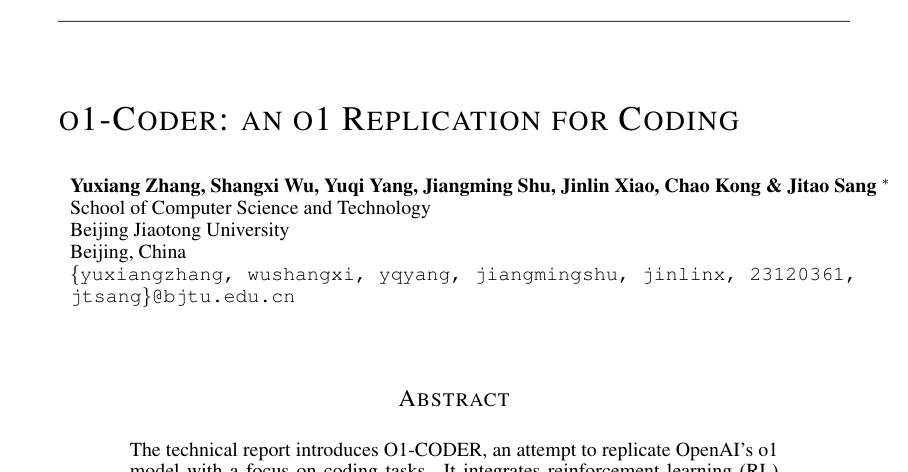 O1-CODER: AN O1 REPLICATION FOR CODING
Yuxiang Zhang, Shangxi Wu, Yuqi Yang, Jiangming Shu, Jinlin Xiao, Chao Kong & Jitao Sang *
School of Computer Science and Technology
Beijing Jiaotong University
Beijing, China
{yuxiangzhang, wushangxi, yqyang, jiangmingshu, jinlinx, 23120361,
jtsang}@bjtu.edu.cn
ABSTRACT
The technical report introduces O1-CODER, an attempt to replicate OpenAI's o1
model with a focus on coding tasks. It integrates reinforcement learning (RL)